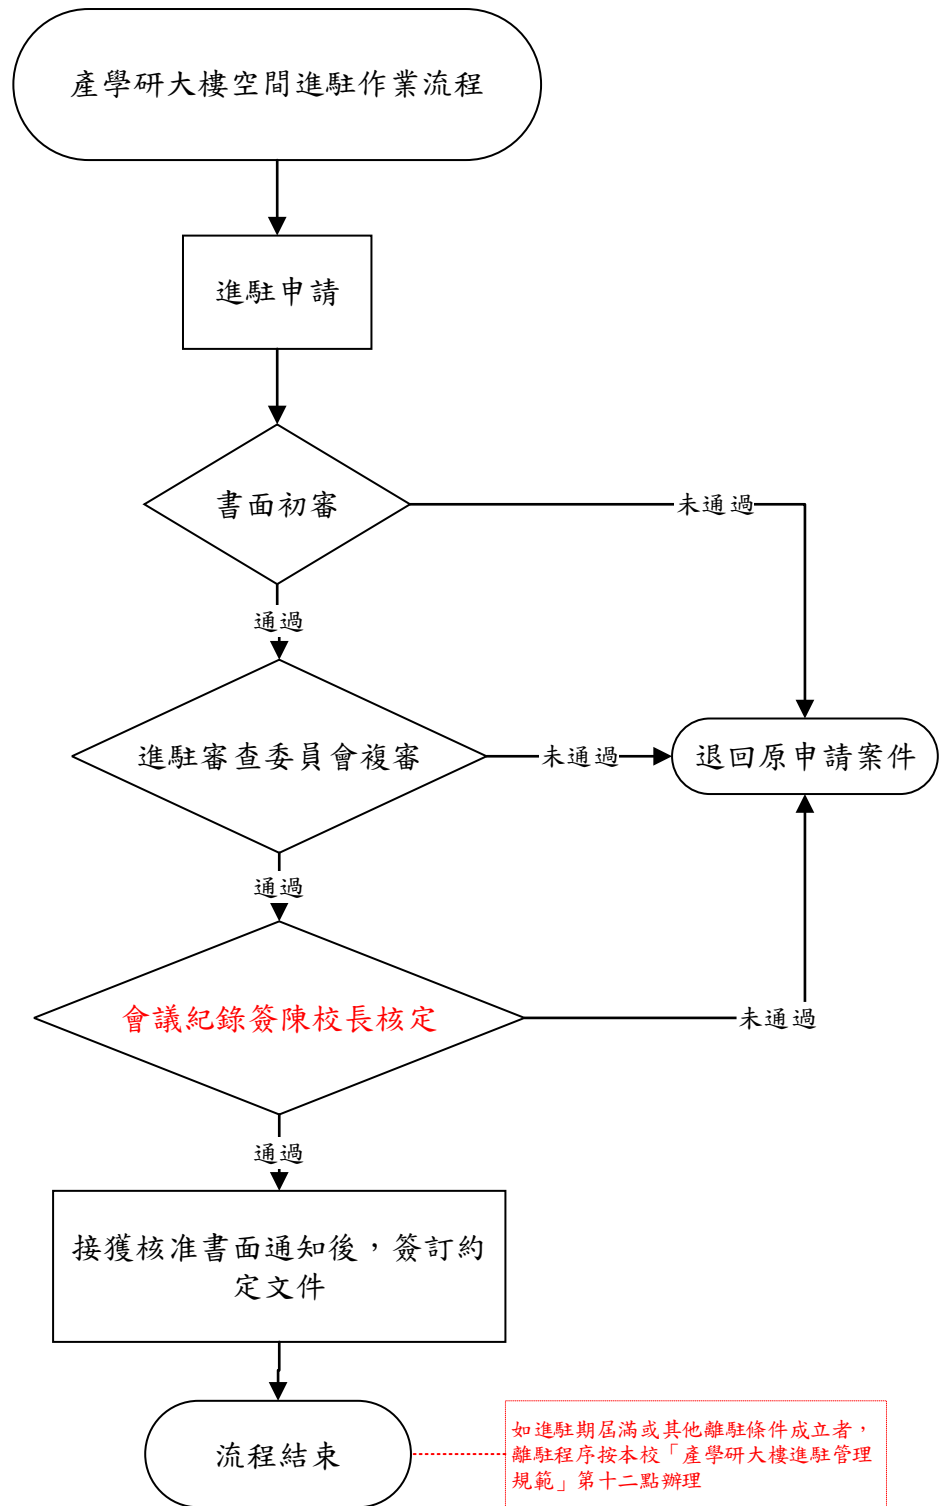 產學研大樓空間進駐作業流程
進駐申請
書面初審
未通過
通過
進駐審查委員會複審
未通過
退回原申請案件
通過
會議紀錄簽陳校長核定
未通過
通過
接獲核准書面通知後，簽訂約
定文件
流程結束
如進駐期屆滿或其他離駐條件成立者，
離駐程序按本校「產學研大樓進駐管理
規範」第十二點辦理